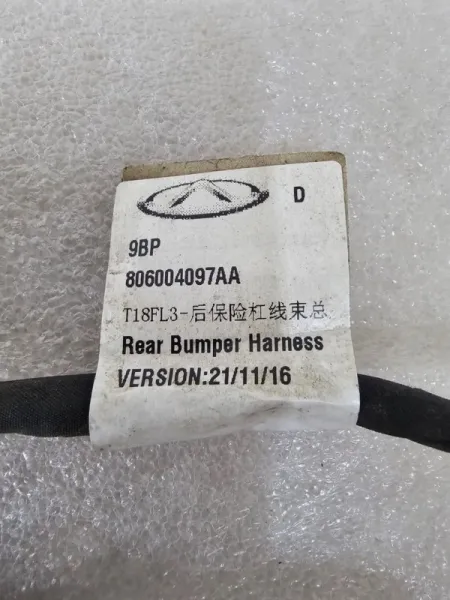 D
9BP
806004097AA
T18FL3-后保险杠线束总
Rear Bumper Harness
VERSION:21/11/16